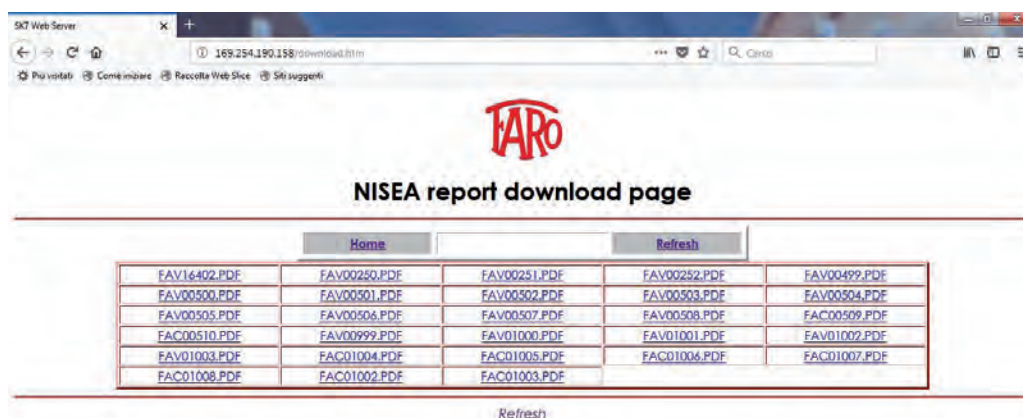 SK7 Web Server
169.254.190.158/download.htm
Cerca
Più visitati Come iniziare Raccolta Web Slice Siti suggeriti
FARO
NISEA report download page
Home Refresh
FAV16402.PDF FAV00250.PDF FAV00251.PDF FAV00252.PDF FAV00499.PDF
FAV00500.PDF FAV00501.PDF FAV00502.PDF FAV00503.PDF FAV00504.PDF
FAV00505.PDF FAV00506.PDF FAV00507.PDF FAV00508.PDF FAC00509.PDF
FAC00510.PDF FAV00999.PDF FAV01000.PDF FAV01001.PDF FAV01002.PDF
FAV01003.PDF FAC01004.PDF FAC01005.PDF FAC01006.PDF FAC01007.PDF
FAC01008.PDF FAC01002.PDF FAC01003.PDF
Refresh